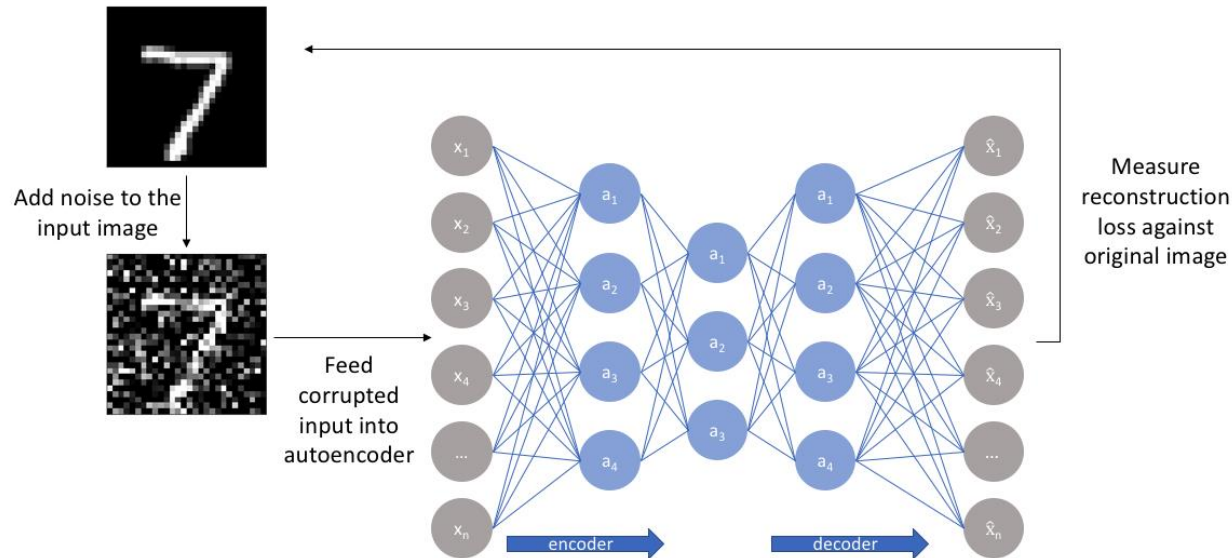 Add noise to the
input image
Feed
corrupted
input into
autoencoder
x₁
x₂
x₃
x₄
...
xₙ
a₁
a₂
a₃
a₄
a₁
a₂
a₃
a₁
a₂
a₃
a₄
x̂₁
x̂₂
x̂₃
x̂₄
...
x̂ₙ
encoder
decoder
Measure
reconstruction
loss against
original image
7
7